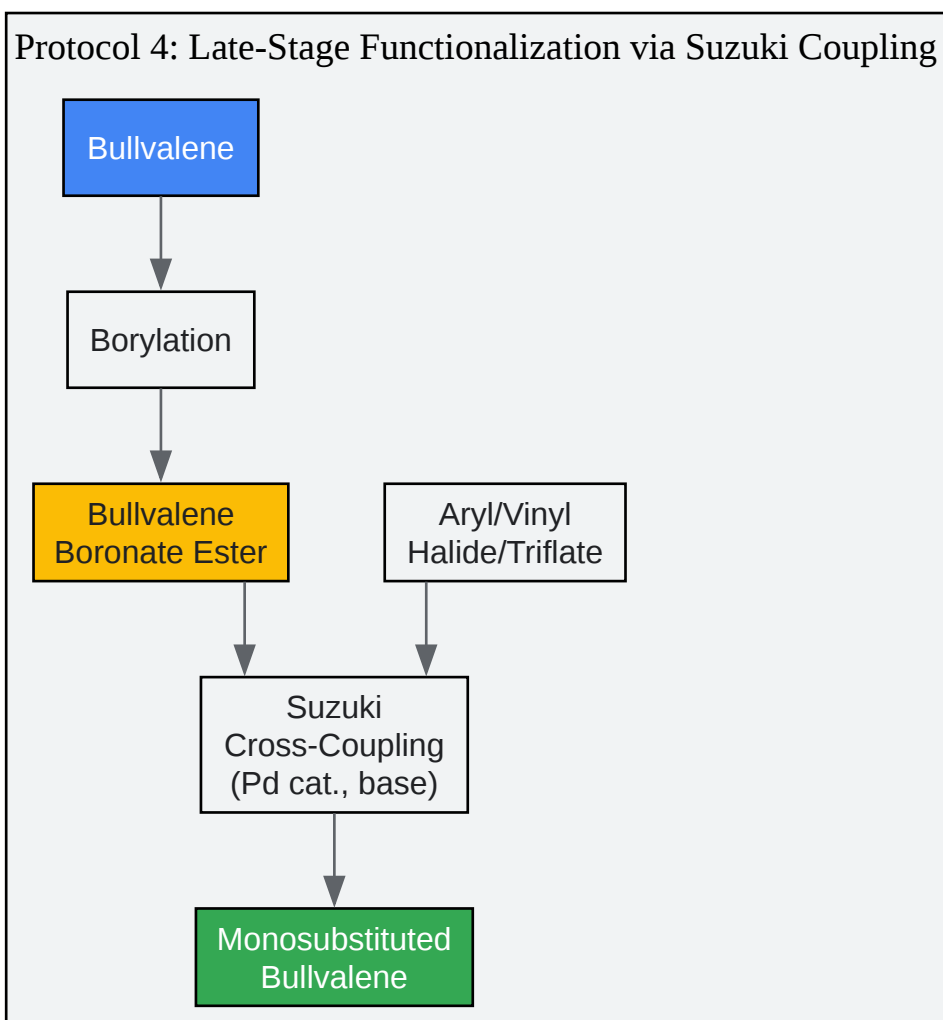 Protocol 4: Late-Stage Functionalization via Suzuki Coupling
Bullvalene
Borylation
Bullvalene
Boronate Ester
Aryl/Vinyl
Halide/Triflate
Suzuki
Cross-Coupling
(Pd cat., base)
Monosubstituted
Bullvalene